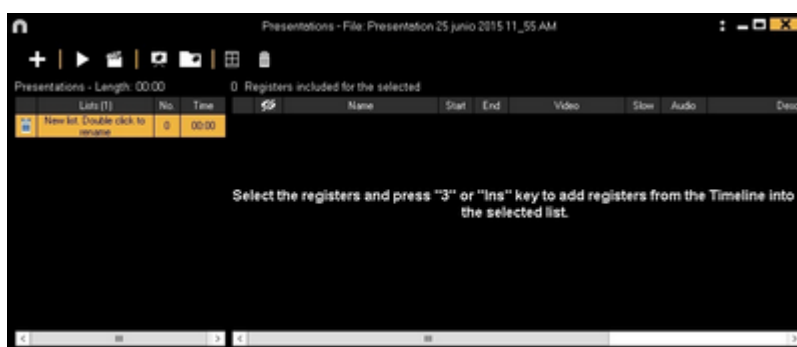 Presentations - File: Presentation 25 junio 2015 11_55.AM
Presentations - Length: 00:00
0 Registers included for the selected
Lists (1) No. Time
Name Start End Video Slow Audio Desc
New list. Double click to rename 0 00:00
Select the registers and press "3" or "Ins" key to add registers from the Timeline into
the selected list.